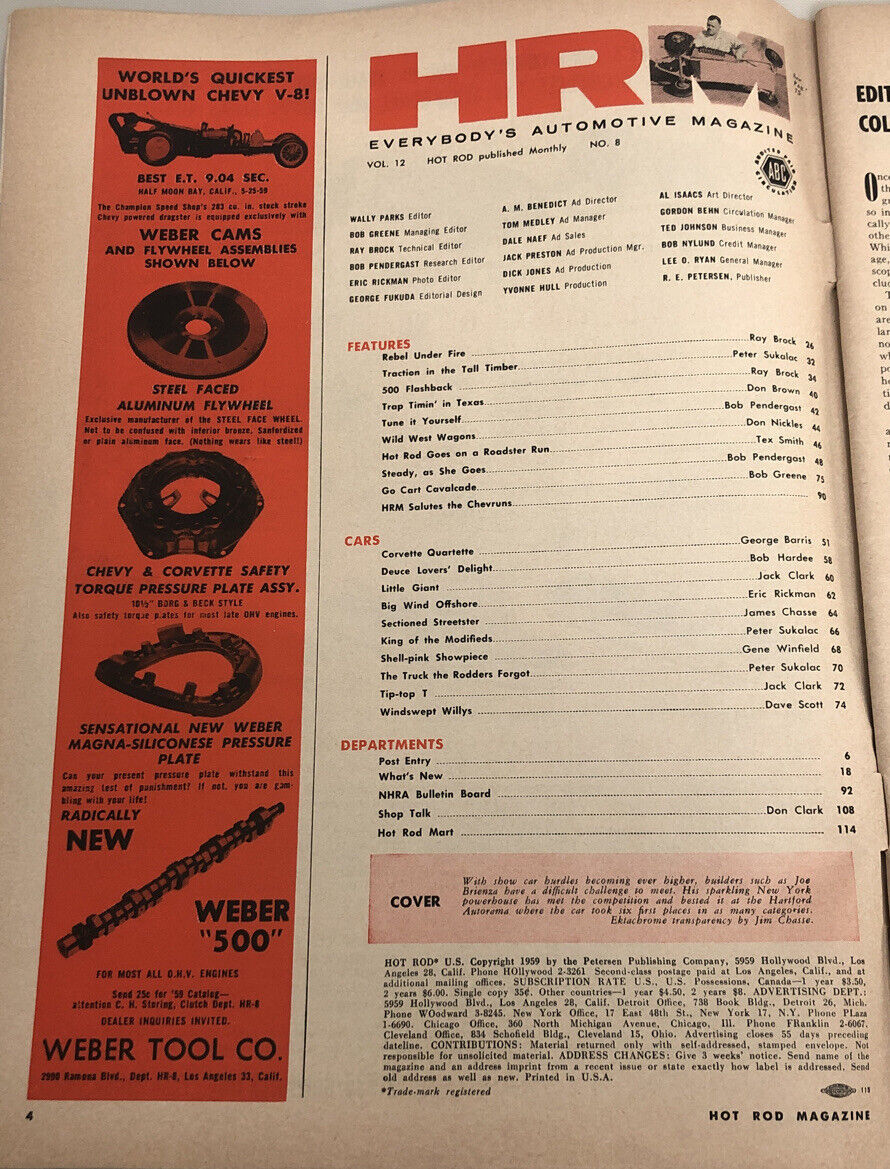 WORLD'S QUICKEST
UNBLOWN CHEVY V-8!
BEST E.T. 9.04 SEC.
HALF MOON BAY, CALIF., 5-25-59
The Champion Speed Shop's 283 cu. in. stock stroke
Chevy powered dragster is equipped exclusively with
WEBER CAMS
AND FLYWHEEL ASSEMBLIES
SHOWN BELOW
STEEL FACED
ALUMINUM FLYWHEEL
Exclusive manufacturer of the STEEL FACE WHEEL.
Not to be confused with inferior bronze, Sanfordized
or plain aluminum face. (Nothing wears like steel!)
CHEVY & CORVETTE SAFETY
TORQUE PRESSURE PLATE ASSY.
10½" BORG & BECK STYLE
Also safety torque plates for most late OHV engines.
SENSATIONAL NEW WEBER
MAGNA-SILICONESE PRESSURE
PLATE
Can your present pressure plate withstand this
amazing test of punishment? If not, you are gam-
bling with your life!
RADICALLY
NEW
WEBER
"500"
FOR MOST ALL O.H.V. ENGINES
Send 25c for '59 Catalog—
attention C. H. Storing, Clutch Dept. HR-8
DEALER INQUIRIES INVITED.
WEBER TOOL CO.
2990 Ramona Blvd., Dept. HR-8, Los Angeles 33, Calif.
4
HRM
EVERYBODY'S AUTOMOTIVE MAGAZINE
VOL. 12 HOT ROD published Monthly NO. 8
AUDITED PAID
ABC
CIRCULATION
WALLY PARKS Editor
BOB GREENE Managing Editor
RAY BROCK Technical Editor
BOB PENDERGAST Research Editor
ERIC RICKMAN Photo Editor
GEORGE FUKUDA Editorial Design
A. M. BENEDICT Ad Director
TOM MEDLEY Ad Manager
DALE NAEF Ad Sales
JACK PRESTON Ad Production Mgr.
DICK JONES Ad Production
YVONNE HULL Production
AL ISAACS Art Director
GORDON BEHN Circulation Manager
TED JOHNSON Business Manager
BOB NYLUND Credit Manager
LEE O. RYAN General Manager
R. E. PETERSEN, Publisher
FEATURES
Rebel Under Fire Ray Brock 26
Traction in the Tall Timber Peter Sukalac 32
500 Flashback Ray Brock 34
Trap Timin' in Texas Don Brown 40
Tune it Yourself Bob Pendergast 42
Wild West Wagons Don Nickles 44
Hot Rod Goes on a Roadster Run Tex Smith 46
Steady, as She Goes Bob Pendergast 48
Go Cart Cavalcade Bob Greene 75
HRM Salutes the Chevruns 90
CARS
Corvette Quartette George Barris 51
Deuce Lovers' Delight Bob Hardee 58
Little Giant Jack Clark 60
Big Wind Offshore Eric Rickman 62
Sectioned Streetster James Chasse 64
King of the Modifieds Peter Sukalac 66
Shell-pink Showpiece Gene Winfield 68
The Truck the Rodders Forgot Peter Sukalac 70
Tip-top T Jack Clark 72
Windswept Willys Dave Scott 74
DEPARTMENTS
Post Entry 6
What's New 18
NHRA Bulletin Board 92
Shop Talk Don Clark 108
Hot Rod Mart 114
COVER
With show car hurdles becoming ever higher, builders such as Joe
Brienza have a difficult challenge to meet. His sparkling New York
powerhouse has met the competition and bested it at the Hartford
Autorama where the car took six first places in as many categories.
Ektachrome transparency by Jim Chasse.
HOT ROD* U.S. Copyright 1959 by the Petersen Publishing Company, 5959 Hollywood Blvd., Los
Angeles 28, Calif. Phone HOllywood 2-3261 Second-class postage paid at Los Angeles, Calif., and at
additional mailing offices. SUBSCRIPTION RATE U.S., U.S. Possessions, Canada—1 year $3.50,
2 years $6.00. Single copy 35¢. Other countries—1 year $4.50, 2 years $8. ADVERTISING DEPT.:
5959 Hollywood Blvd., Los Angeles 28, Calif. Detroit Office, 738 Book Bldg., Detroit 26, Mich.
Phone WOodward 3-8245. New York Office, 17 East 48th St., New York 17, N.Y. Phone PLaza
1-6690. Chicago Office, 360 North Michigan Avenue, Chicago, Ill. Phone FRanklin 2-6067.
Cleveland Office, 834 Schofield Bldg., Cleveland 15, Ohio. Advertising closes 55 days preceding
dateline. CONTRIBUTIONS: Material returned only with self-addressed, stamped envelope. Not
responsible for unsolicited material. ADDRESS CHANGES: Give 3 weeks' notice. Send name of the
magazine and an address imprint from a recent issue or state exactly how label is addressed. Send
old address as well as new. Printed in U.S.A.
*Trade-mark registered
115
HOT ROD MAGAZINE
EDIT
COL
Once
th
gr
so in
cally
othe
Whi
age,
scop
clud
T
on
are
lar
no
wh